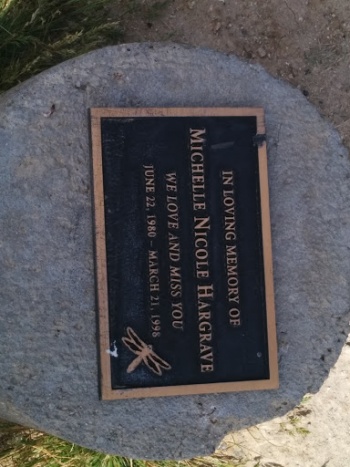 IN LOVING MEMORY OF
MICHELLE NICOLE HARGRAVE
WE LOVE AND MISS YOU
JUNE 22, 1980 – MARCH 21, 1998